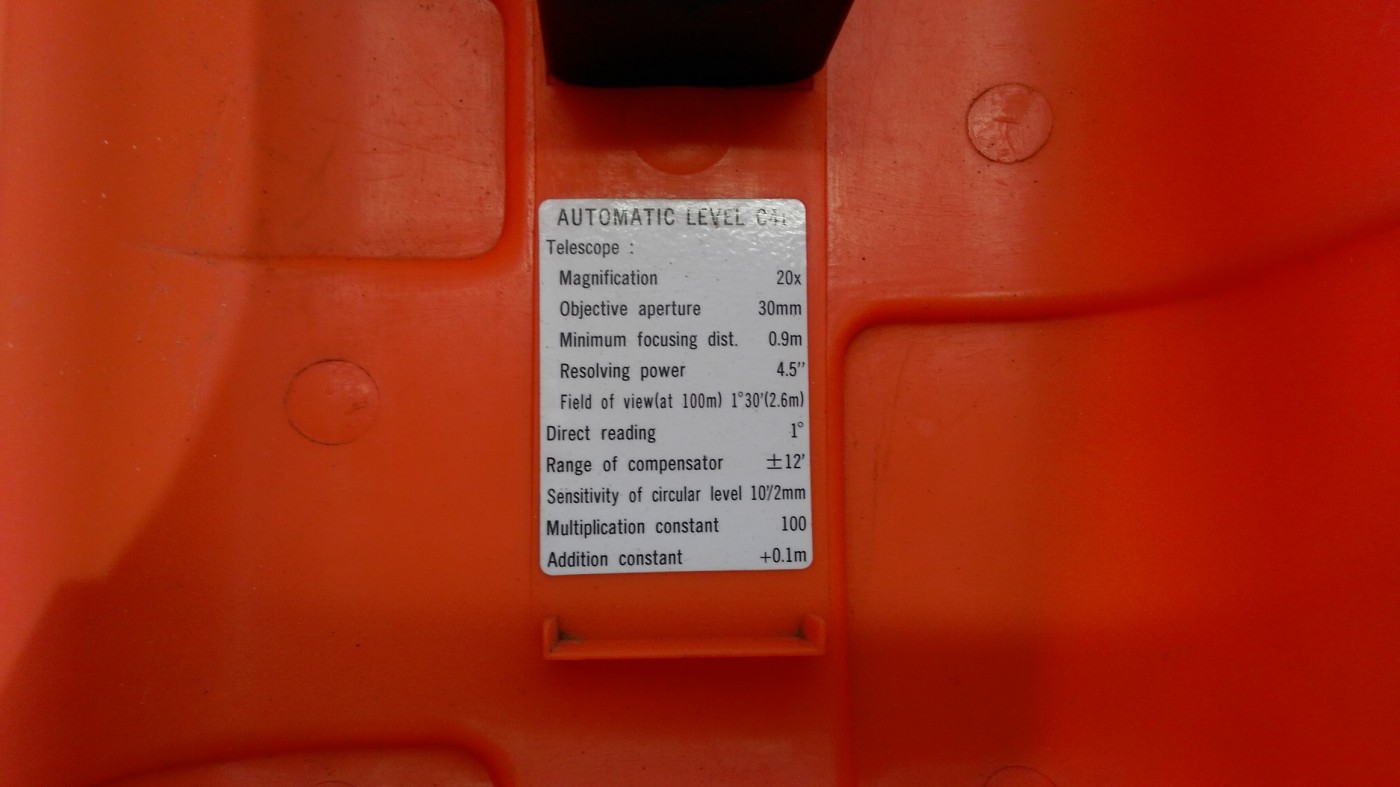 AUTOMATIC LEVEL
Telescope :
Magnification 20x
Objective aperture 30mm
Minimum focusing dist. 0.9m
Resolving power 4.5"
Field of view(at 100m) 1°30'(2.6m)
Direct reading 1°
Range of compensator ±12'
Sensitivity of circular level 10'/2mm
Multiplication constant 100
Addition constant +0.1m